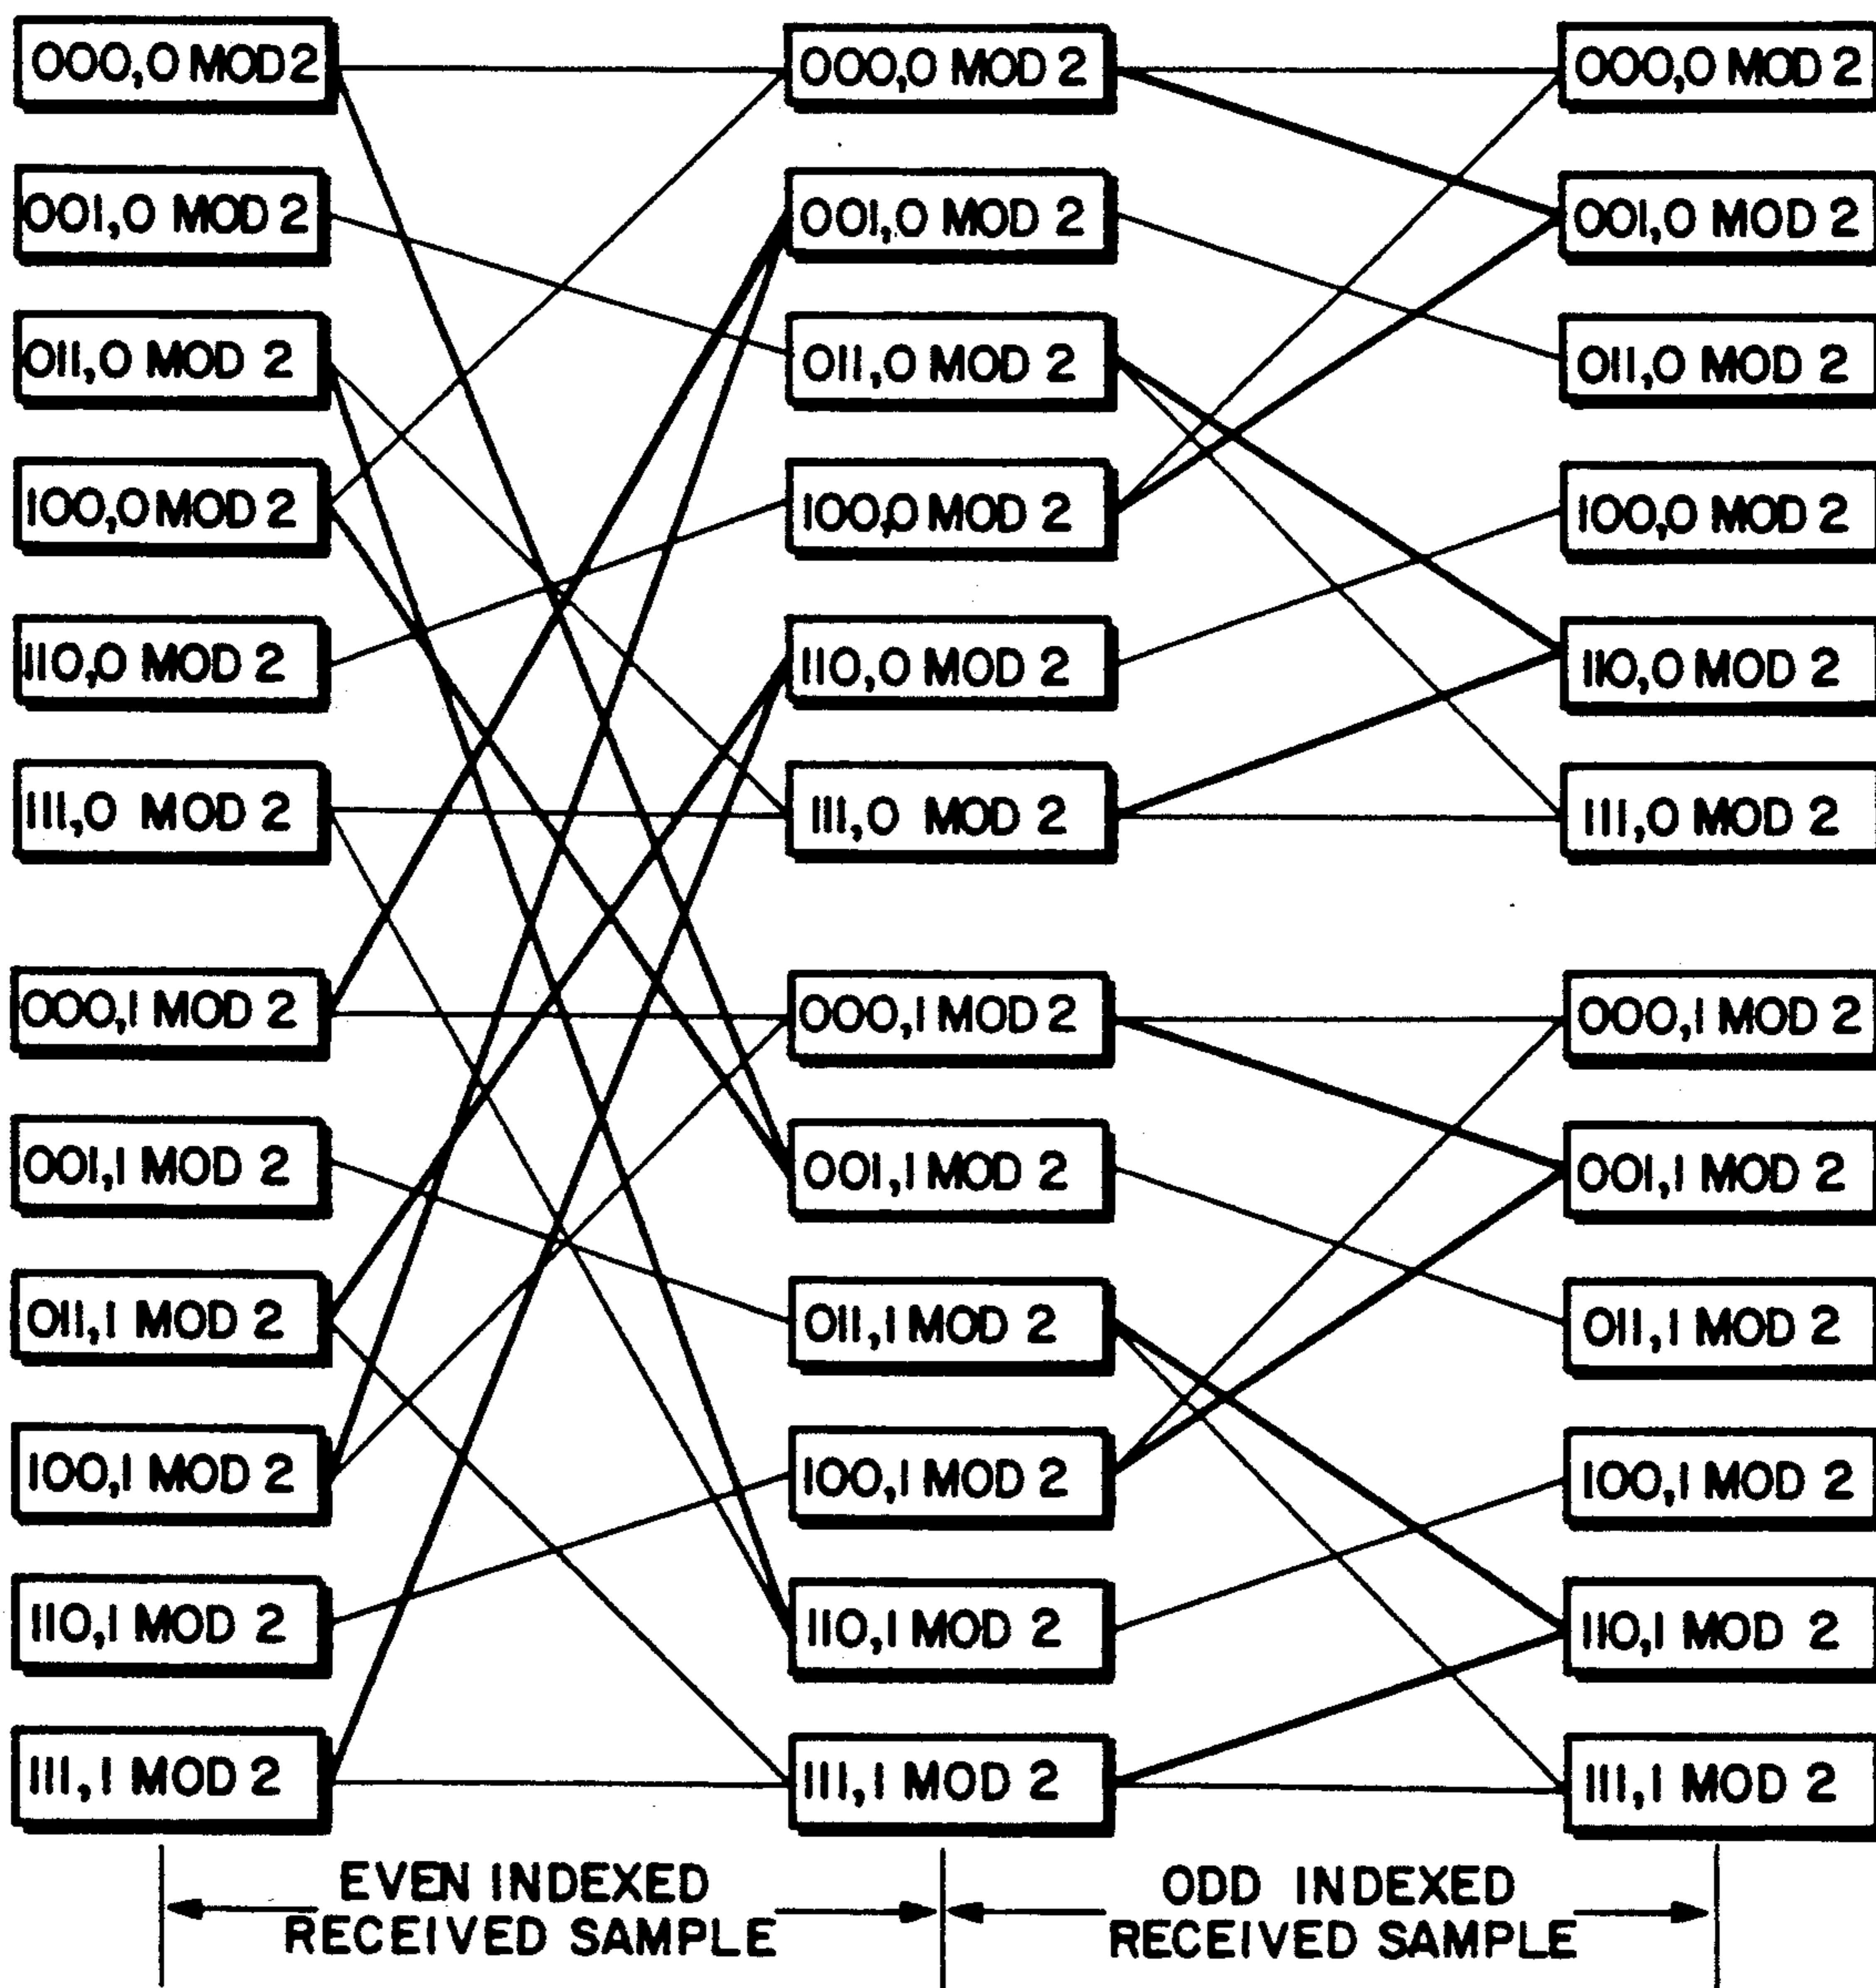 000,0 MOD 2 000,0 MOD 2 000,0 MOD 2
001,0 MOD 2 001,0 MOD 2 001,0 MOD 2
011,0 MOD 2 011,0 MOD 2 011,0 MOD 2
100,0 MOD 2 100,0 MOD 2 100,0 MOD 2
110,0 MOD 2 110,0 MOD 2 110,0 MOD 2
111,0 MOD 2 111,0 MOD 2 111,0 MOD 2
000,1 MOD 2 000,1 MOD 2 000,1 MOD 2
001,1 MOD 2 001,1 MOD 2 001,1 MOD 2
011,1 MOD 2 011,1 MOD 2 011,1 MOD 2
100,1 MOD 2 100,1 MOD 2 100,1 MOD 2
110,1 MOD 2 110,1 MOD 2 110,1 MOD 2
111,1 MOD 2 111,1 MOD 2 111,1 MOD 2
EVEN INDEXED
RECEIVED SAMPLE
ODD INDEXED
RECEIVED SAMPLE